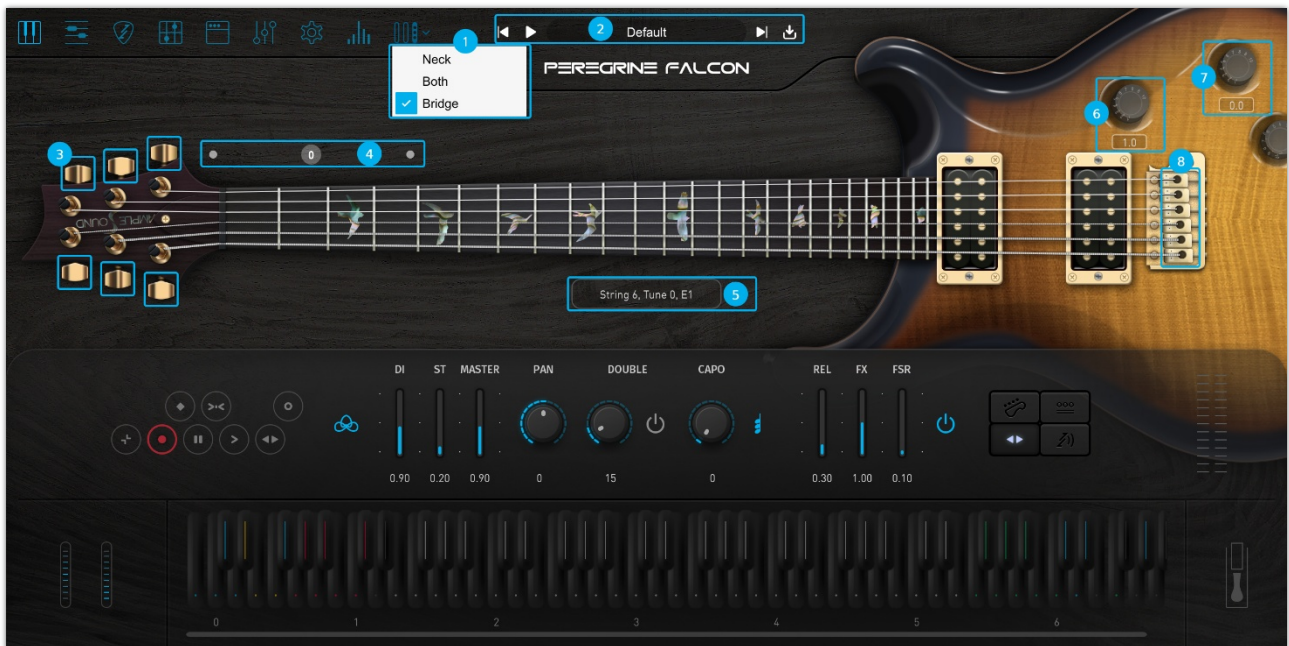 1
2
Default
Neck
Both
Bridge
PEREGRINE FALCON
7
0.0
6
1.0
3
0
4
8
AMPLE SOUND
String 6, Tune 0, E1
5
DI ST MASTER PAN DOUBLE CAPO REL FX FSR
0.90 0.20 0.90 0 15 0 0.30 1.00 0.10
0 1 2 3 4 5 6